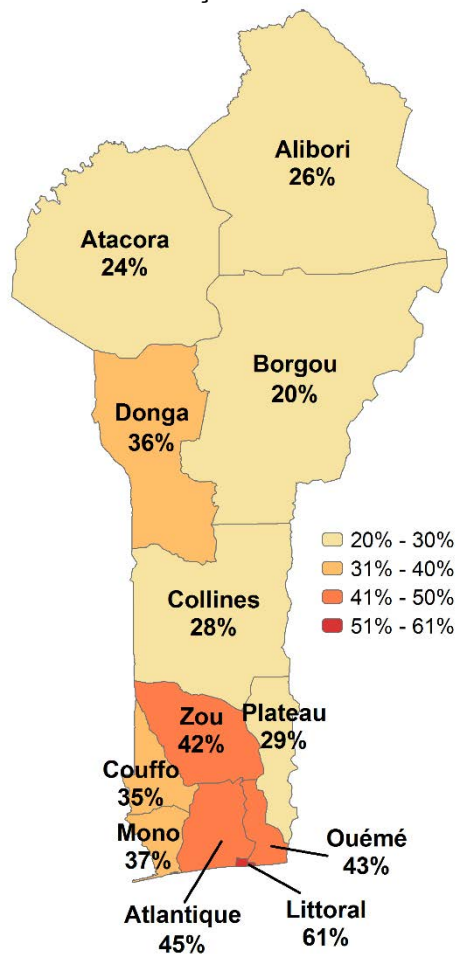 Alibori
26%
Atacora
24%
Borgou
20%
Donga
36%
20% - 30%
31% - 40%
41% - 50%
51% - 61%
Collines
28%
Zou
42%
Plateau
29%
Couffo
35%
Mono
37%
Ouémé
43%
Atlantique
45%
Littoral
61%